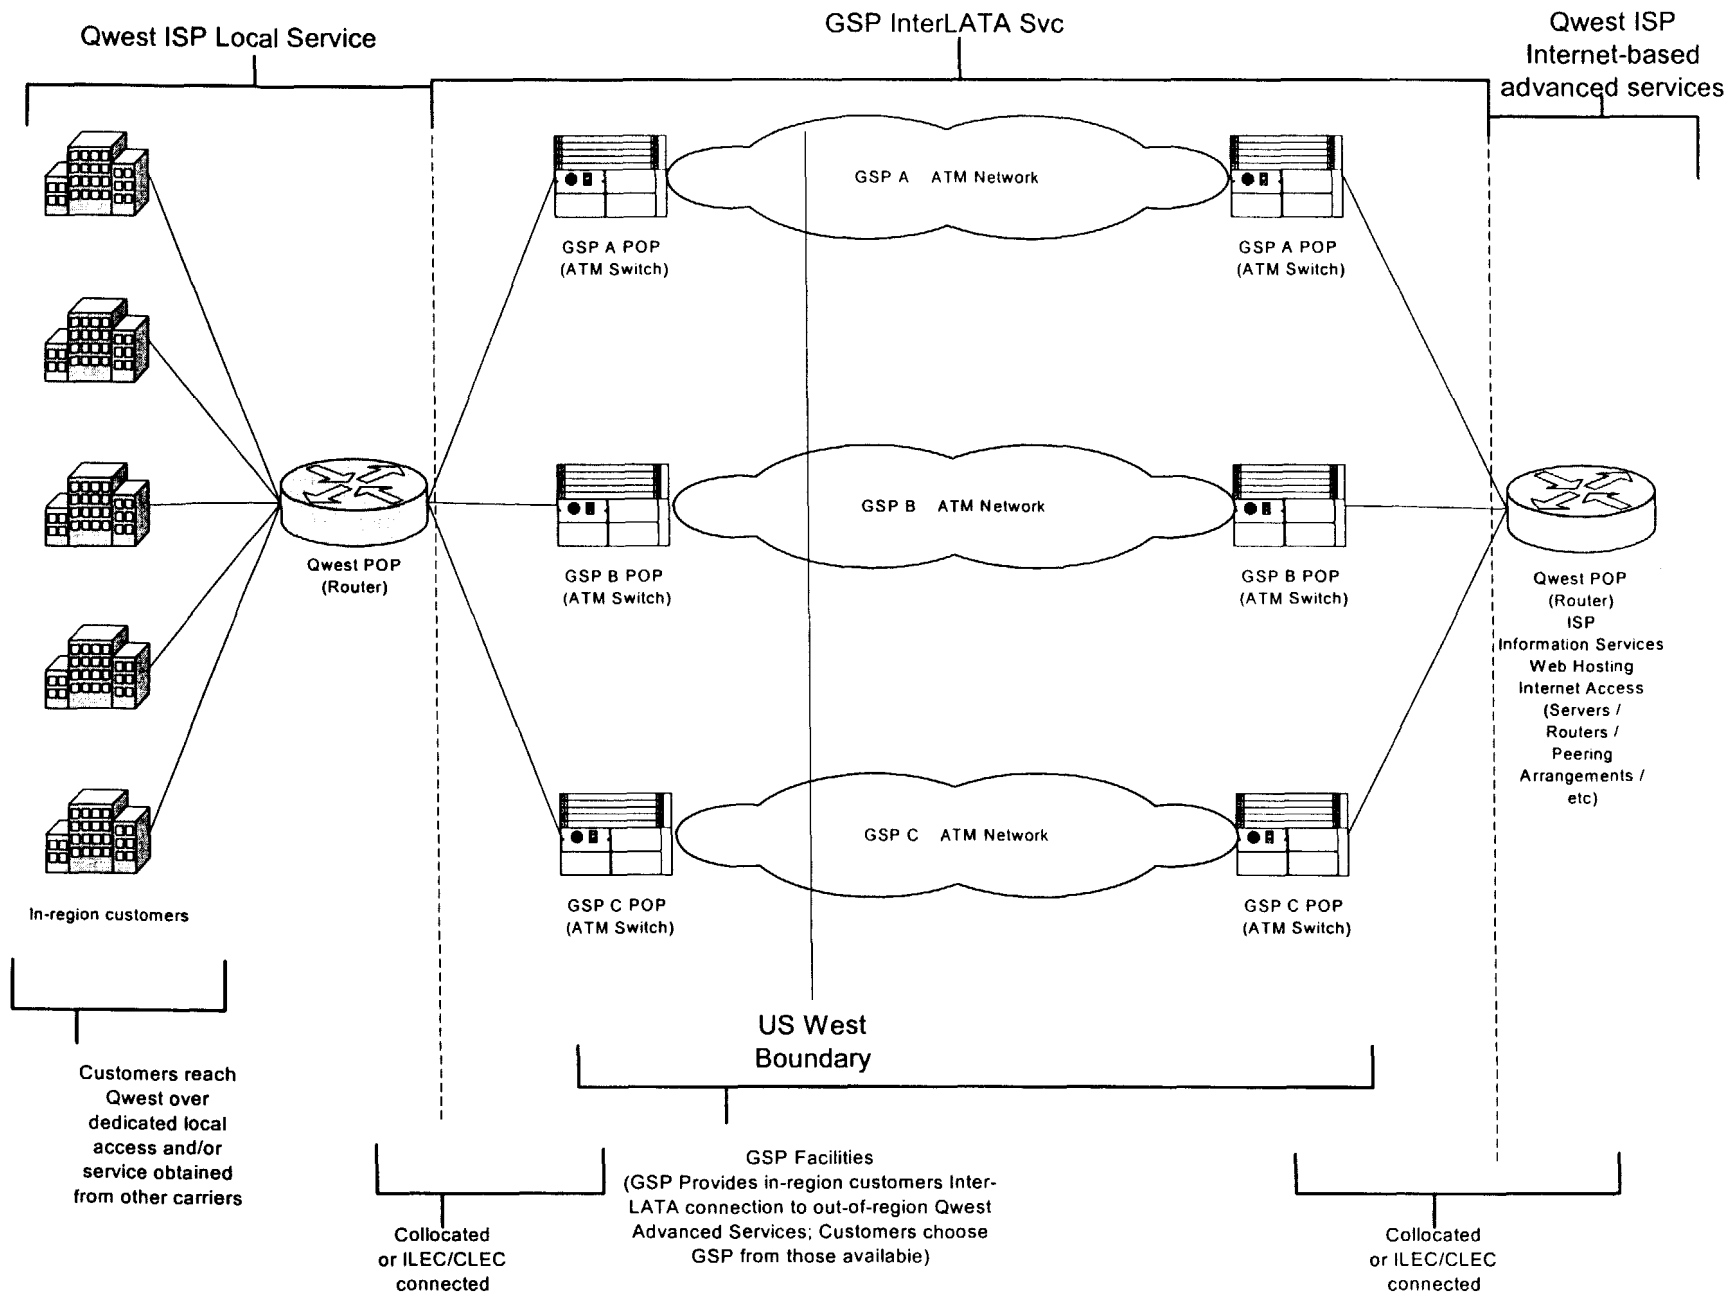 Qwest ISP Local Service
GSP InterLATA Svc
Qwest ISP
Internet-based
advanced services
GSP A ATM Network
GSP A POP
(ATM Switch)
GSP A POP
(ATM Switch)
GSP B ATM Network
Qwest POP
(Router)
GSP B POP
(ATM Switch)
GSP B POP
(ATM Switch)
Qwest POP
(Router)
ISP
Information Services
Web Hosting
Internet Access
(Servers /
Routers /
Peering
Arrangements /
etc)
GSP C ATM Network
GSP C POP
(ATM Switch)
GSP C POP
(ATM Switch)
In-region customers
US West
Boundary
Customers reach
Qwest over
dedicated local
access and/or
service obtained
from other carriers
GSP Facilities
(GSP Provides in-region customers Inter-
LATA connection to out-of-region Qwest
Advanced Services; Customers choose
GSP from those available)
Collocated
or ILEC/CLEC
connected
Collocated
or ILEC/CLEC
connected